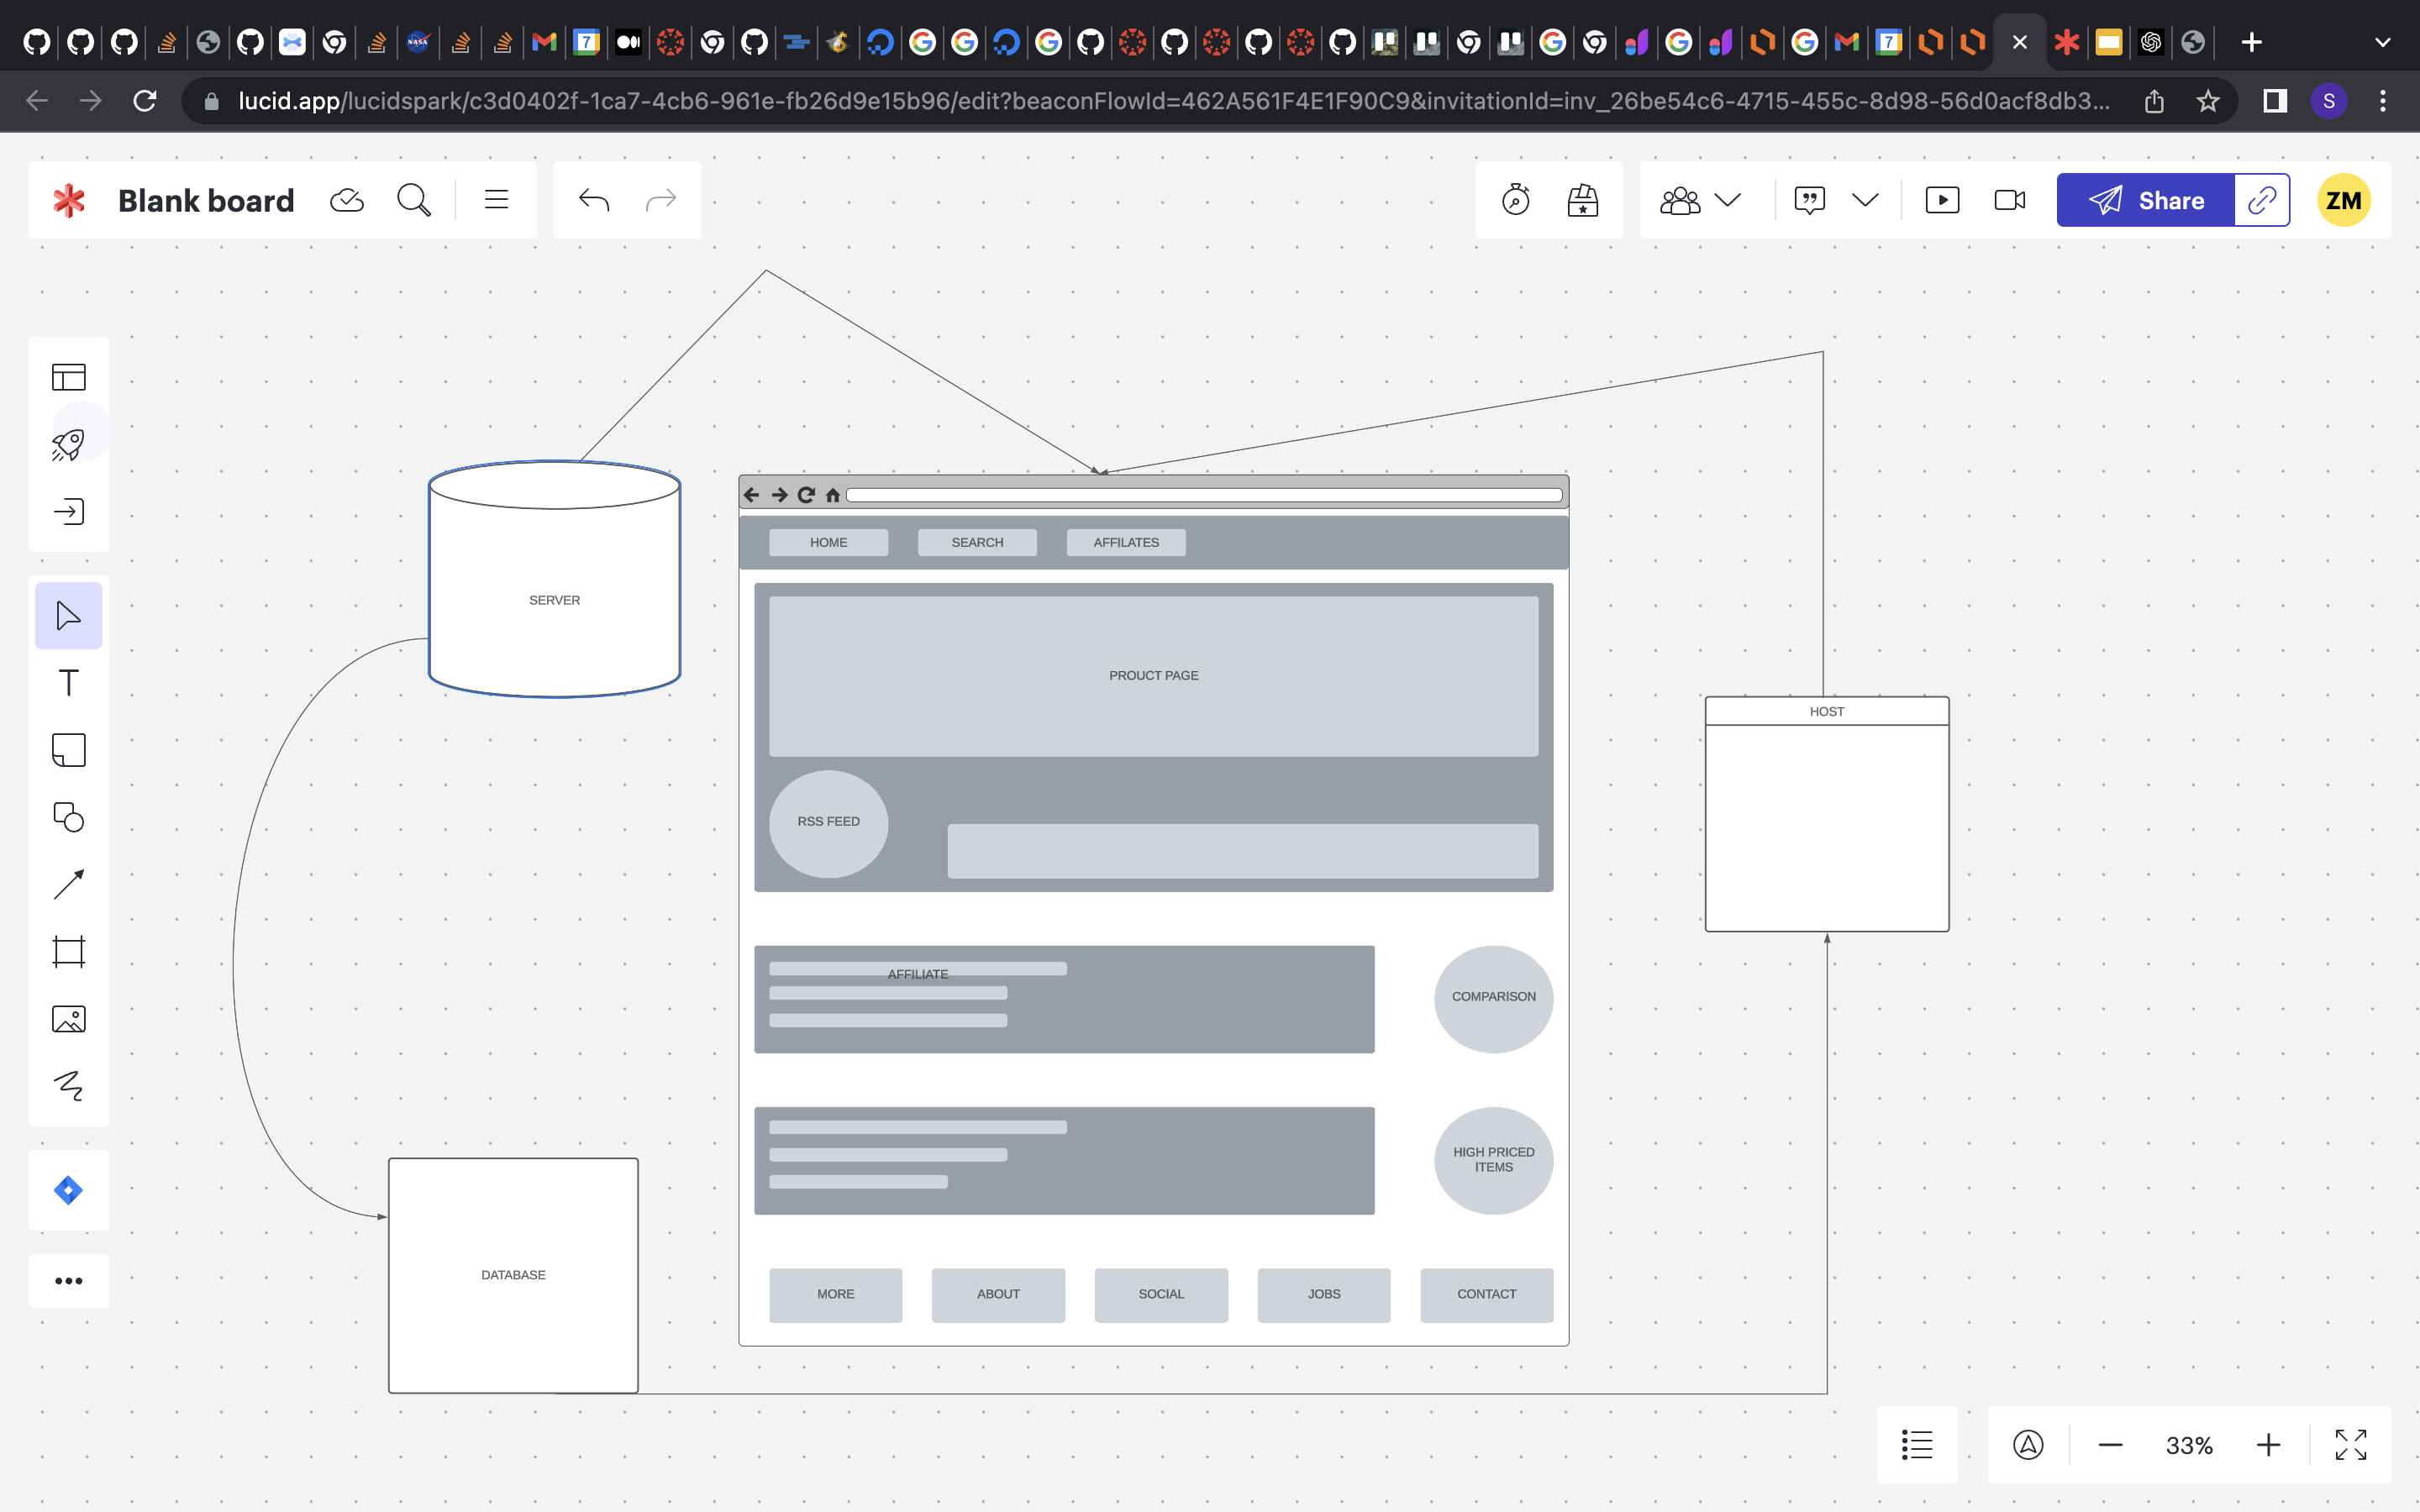 7
7
lucid.app/lucidspark/c3d0402f-1ca7-4cb6-961e-fb26d9e15b96/edit?beaconFlowId=462A561F4E1F90C9&invitationId=inv_26be54c6-4715-455c-8d98-56d0acf8db3...
S
Blank board
Share
ZM
T
SERVER
HOME
SEARCH
AFFILATES
PROUCT PAGE
RSS FEED
HOST
AFFILIATE
COMPARISON
HIGH PRICED
ITEMS
DATABASE
MORE
ABOUT
SOCIAL
JOBS
CONTACT
33%